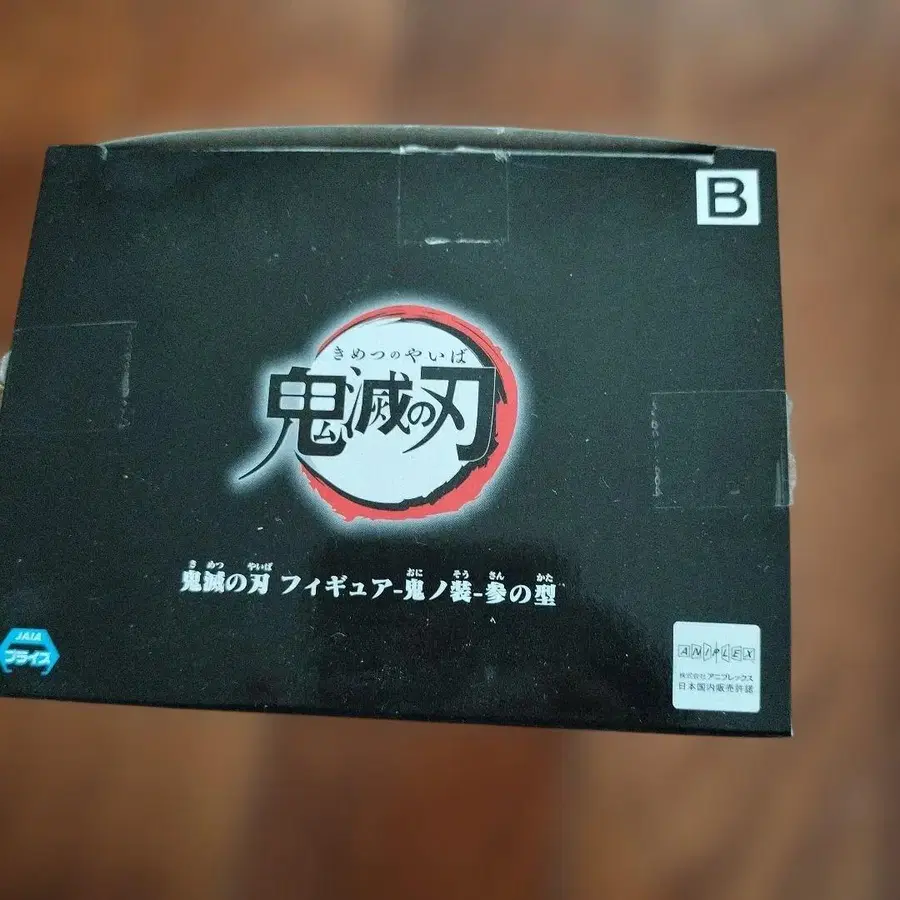 B
きめつのやいば
鬼滅の刃
きめつ やいば おに そう さん かた
鬼滅の刃 フィギュア-鬼ノ装-参の型
JAIA
プライズ
ANIPLEX
株式会社 アニプレックス
日本国内販売許諾